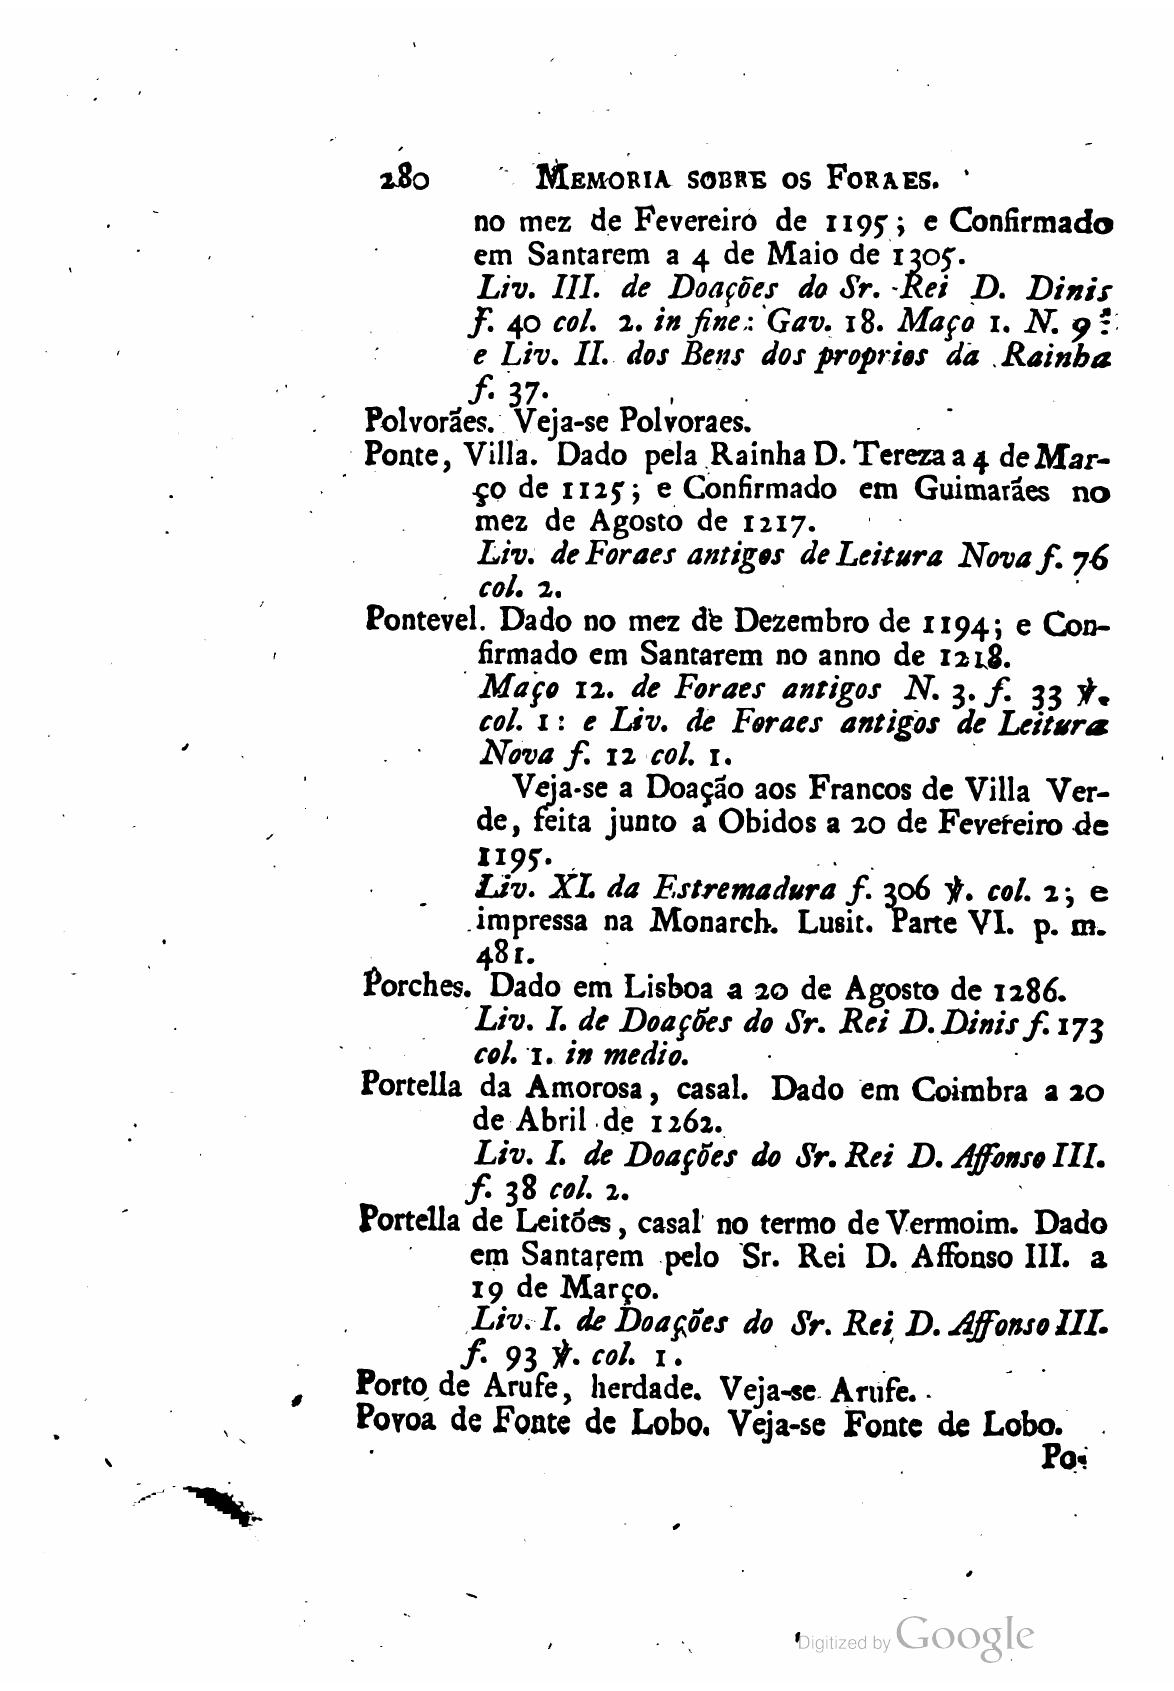 280 MEMORIA SOBRE OS FORAES.
no mez de Fevereiro de 1195; e Confirmado
em Santarem a 4 de Maio de 1305.
Liv. III. de Doações do Sr. Rei D. Dinis
f. 40 col. 2. in fine: Gav. 18. Maço 1. N. 9:
e Liv. II. dos Bens dos proprios da Rainha
f. 37.
Polvorães. Veja-se Polvoraes.
Ponte, Villa. Dado pela Rainha D. Tereza a 4 de Mar-
ço de 1125; e Confirmado em Guimarães no
mez de Agosto de 1217.
Liv. de Foraes antigos de Leitura Nova f. 76
col. 2.
Pontevel. Dado no mez de Dezembro de 1194; e Con-
firmado em Santarem no anno de 1218.
Maço 12. de Foraes antigos N. 3. f. 33 ℣.
col. 1: e Liv. de Foraes antigos de Leitura
Nova f. 12 col. 1.
Veja-se a Doação aos Francos de Villa Ver-
de, feita junto a Obidos a 20 de Fevereiro de
1195.
Liv. XI. da Estremadura f. 306 ℣. col. 2; e
impressa na Monarch. Lusit. Parte VI. p. m.
481.
Porches. Dado em Lisboa a 20 de Agosto de 1286.
Liv. I. de Doações do Sr. Rei D. Dinis f. 173
col. 1. in medio.
Portella da Amorosa, casal. Dado em Coimbra a 20
de Abril de 1262.
Liv. I. de Doações do Sr. Rei D. Affonso III.
f. 38 col. 2.
Portella de Leitões, casal no termo de Vermoim. Dado
em Santarem pelo Sr. Rei D. Affonso III. a
19 de Março.
Liv. I. de Doações do Sr. Rei D. Affonso III.
f. 93 ℣. col. 1.
Porto de Arufe, herdade. Veja-se Arufe.
Povoa de Fonte de Lobo. Veja-se Fonte de Lobo.
Po-
Digitized by Google